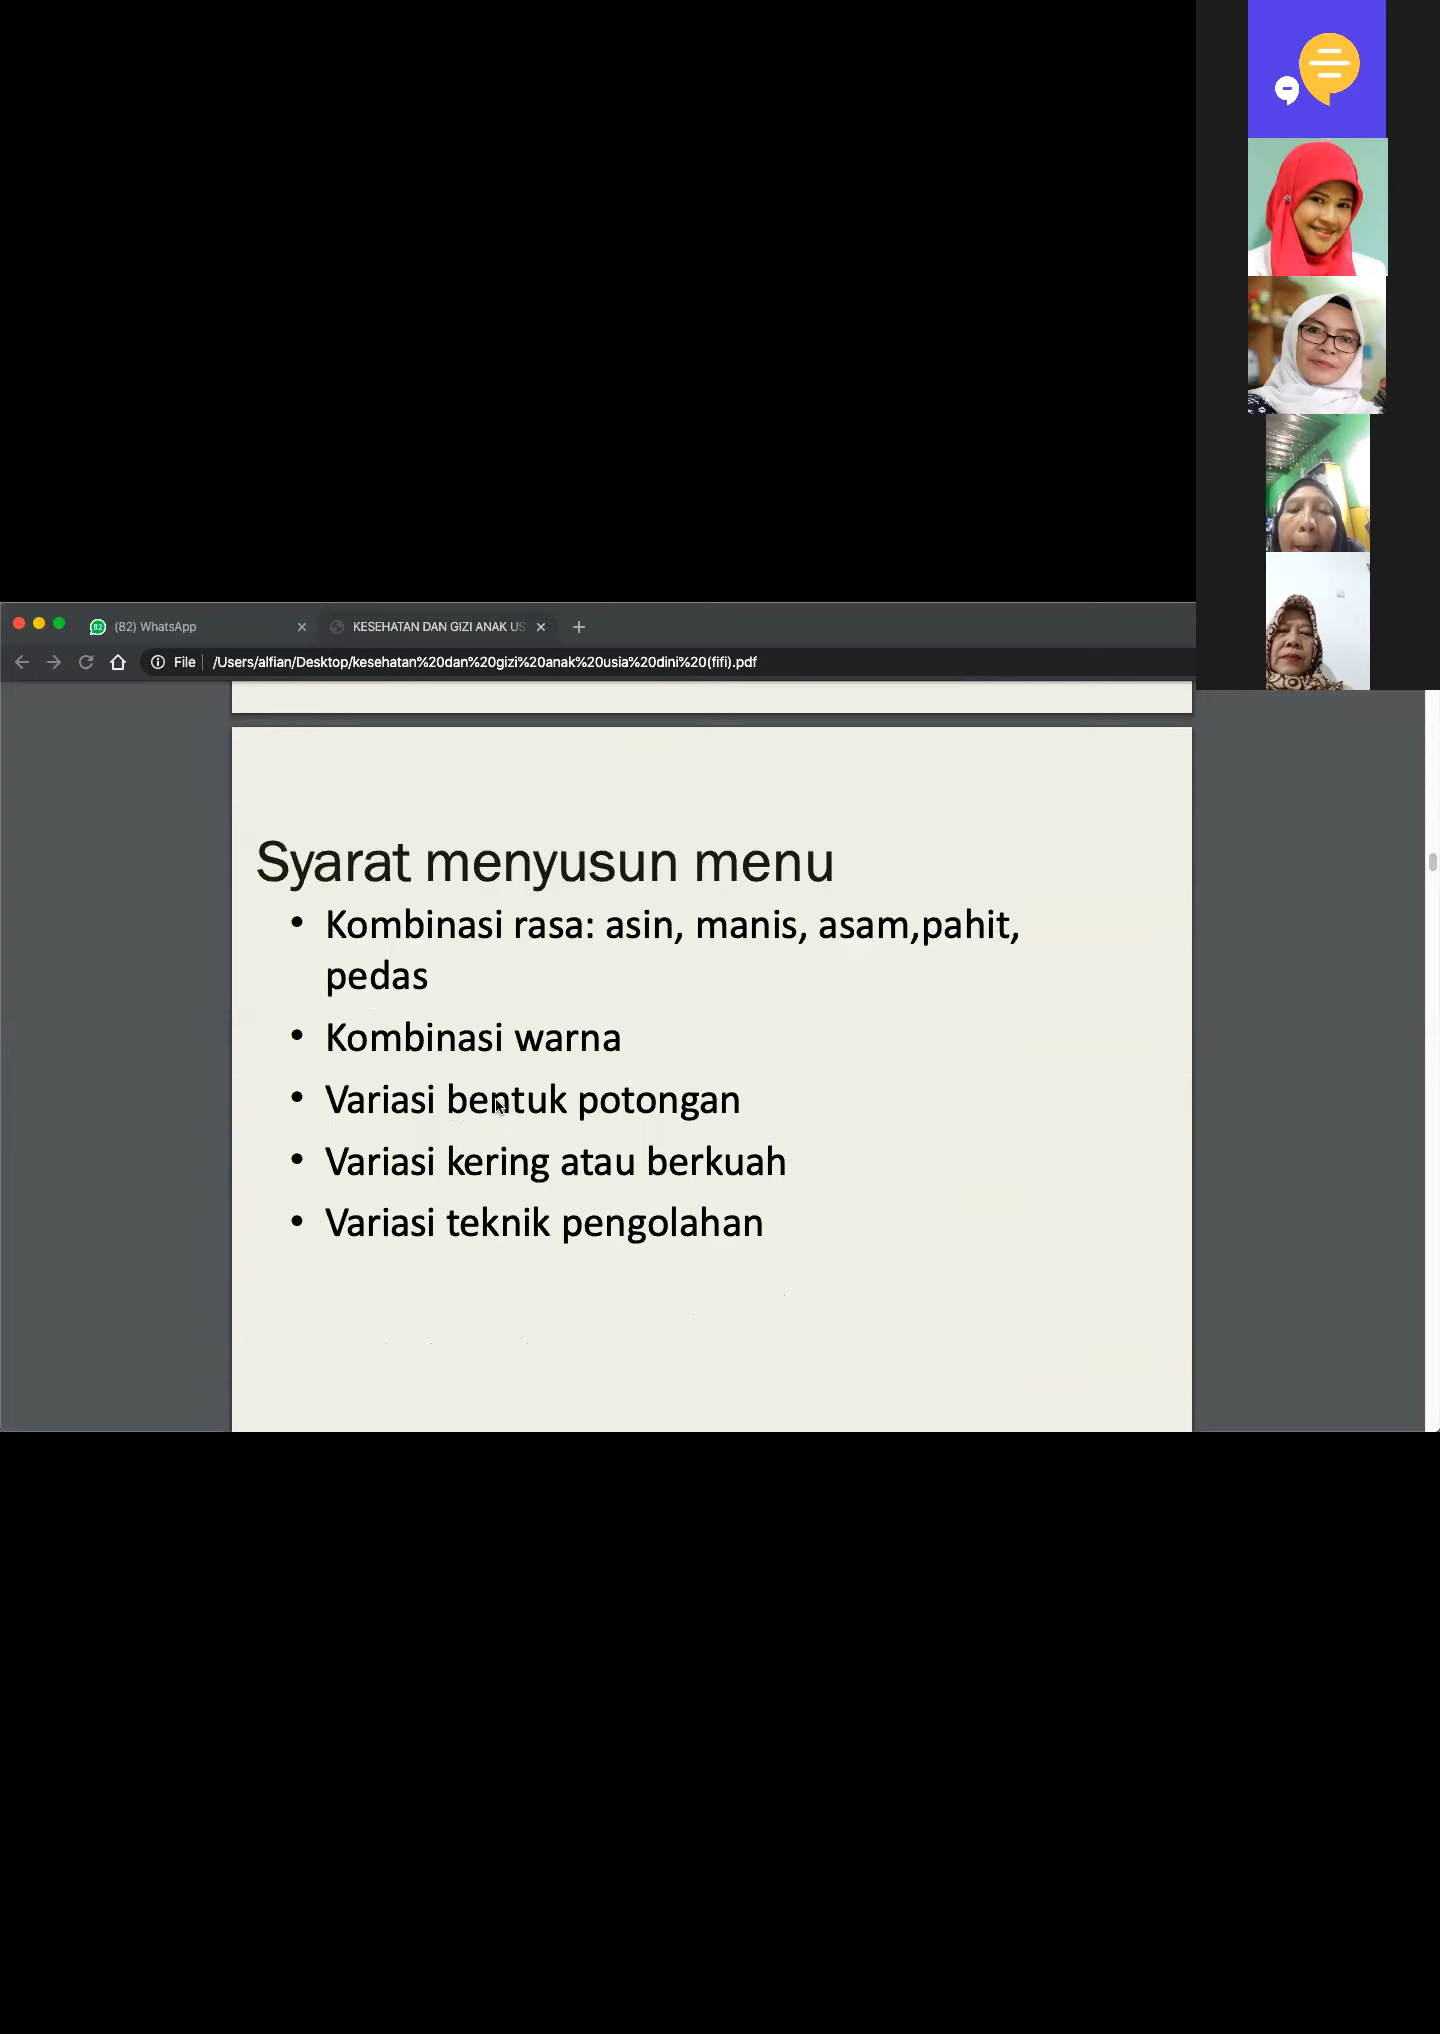 82 (82) WhatsApp
KESEHATAN DAN GIZI ANAK US
File /Users/alfian/Desktop/kesehatan%20dan%20gizi%20anak%20usia%20dini%20(fifi).pdf
Syarat menyusun menu
• Kombinasi rasa: asin, manis, asam,pahit,
pedas
• Kombinasi warna
• Variasi bentuk potongan
• Variasi kering atau berkuah
• Variasi teknik pengolahan